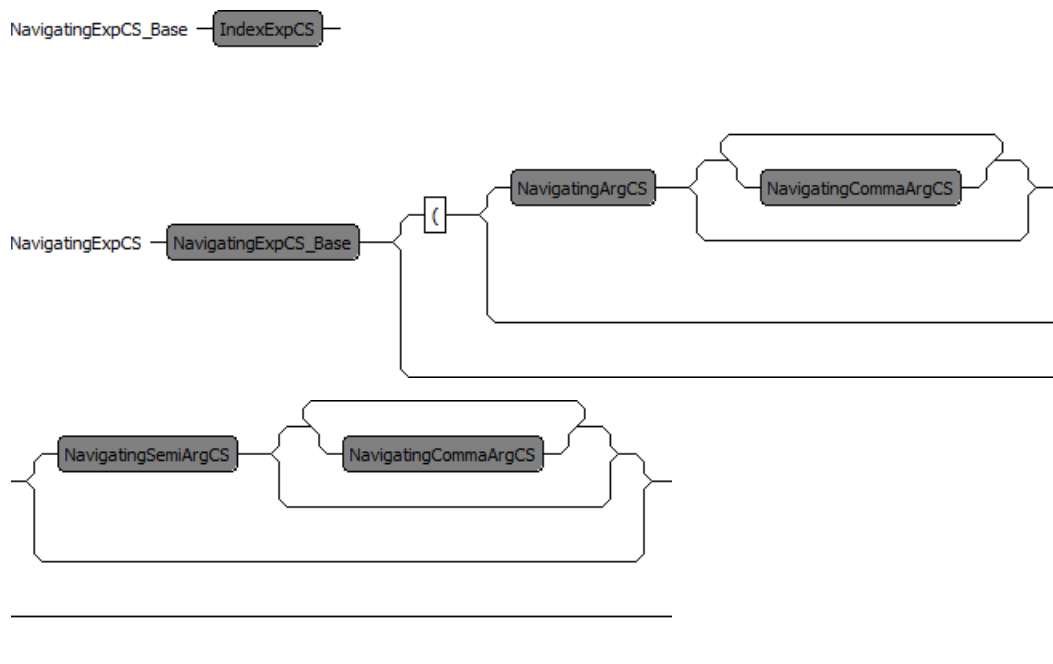 NavigatingExpCS_Base IndexExpCS
NavigatingArgCS NavigatingCommaArgCS
(
NavigatingExpCS NavigatingExpCS_Base
NavigatingSemiArgCS NavigatingCommaArgCS